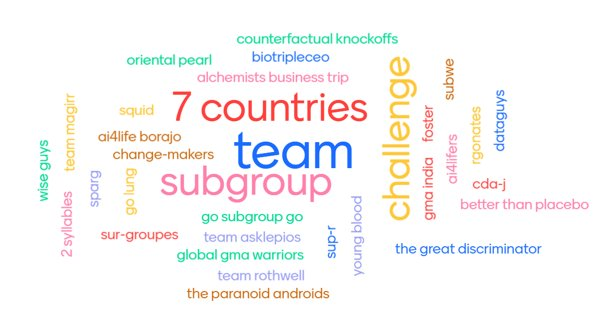 counterfactual knockoffs
oriental pearl
biotripleceo
alchemists business trip
squid
7 countries
challenge
subwe
team magirr
ai4life borajo
team
foster
rgonates
dataguys
wise guys
change-makers
subgroup
ai4lifers
sparg
go lung
gma india
cda-j
2 syllables
better than placebo
go subgroup go
sur-groupes
team asklepios
sup-r
young blood
global gma warriors
the great discriminator
team rothwell
the paranoid androids